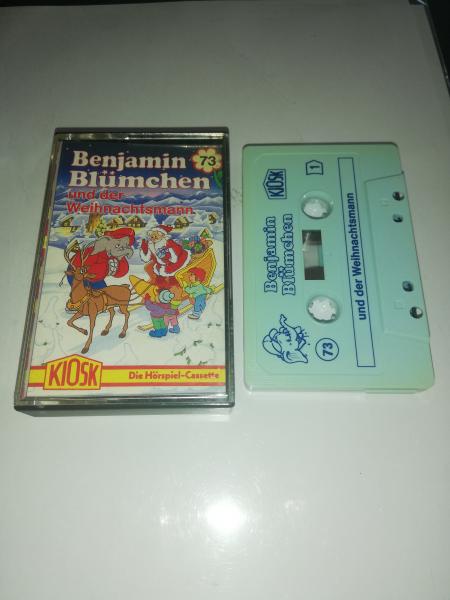 Benjamin 73
Blümchen
und der
Weihnachtsmann
KIOSK Die Hörspiel-Cassette
KIOSK 1
Benjamin
Blümchen
und der Weihnachtsmann
73